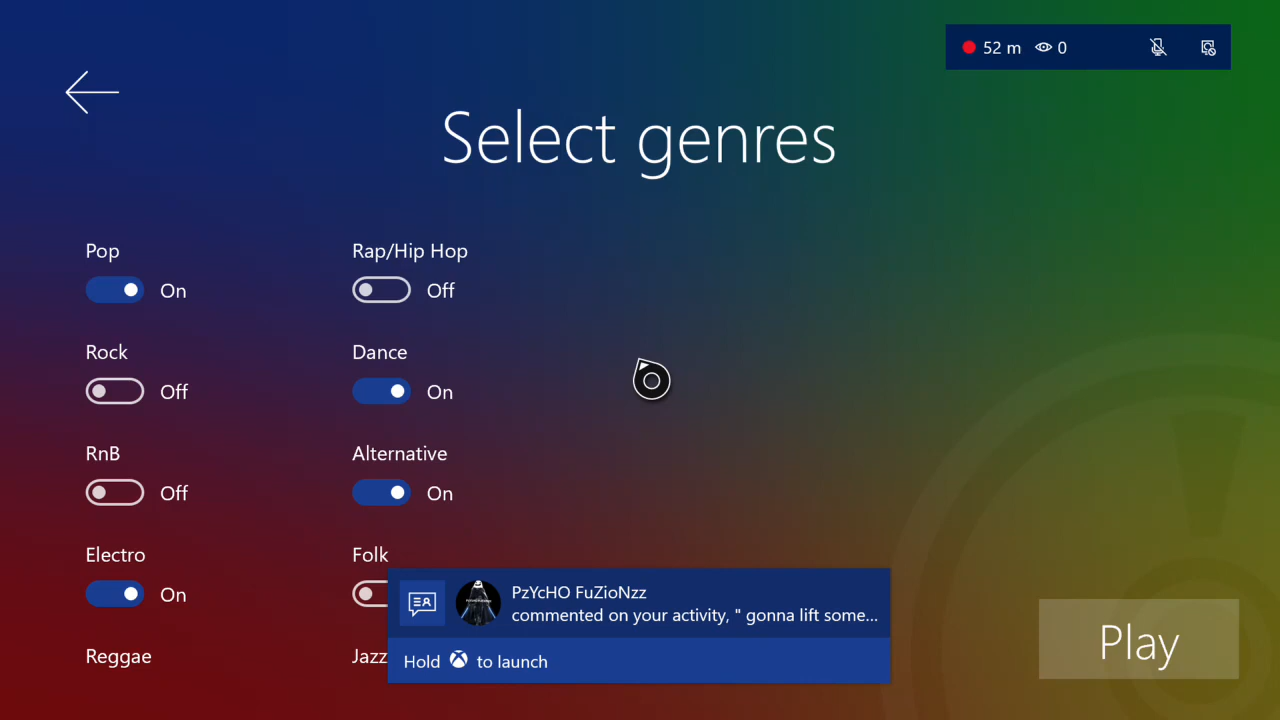 52 m 0
Select genres
Pop Rap/Hip Hop
On Off
Rock Dance
Off On
RnB Alternative
Off On
Electro Folk
On
Reggae Jazz
PzYcHO FuZioNzz
commented on your activity, " gonna lift some...
Hold to launch
Play